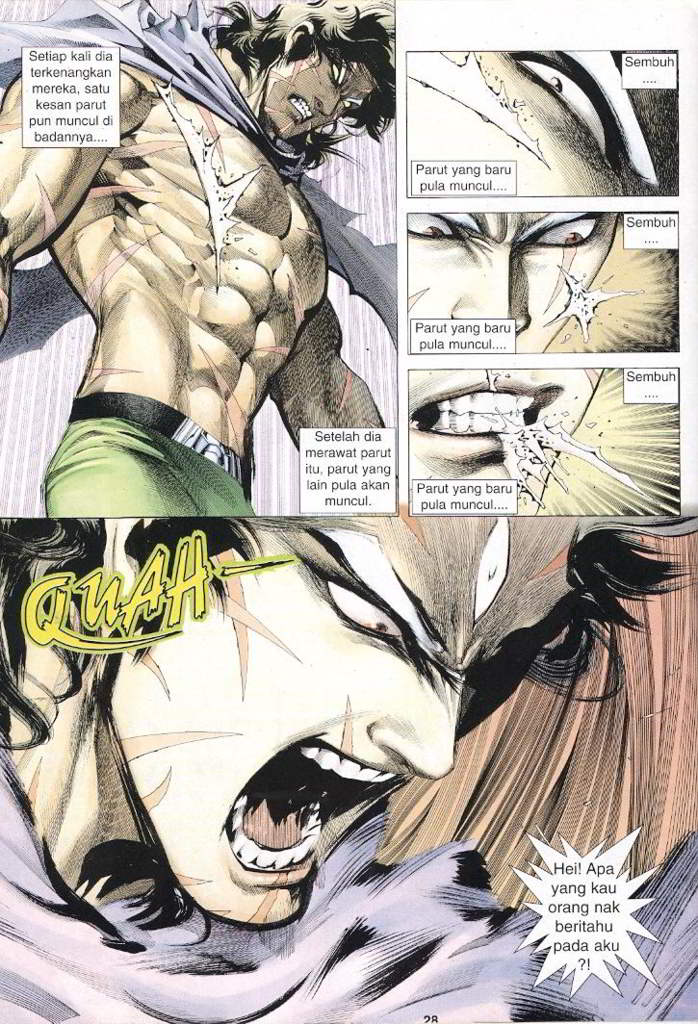 Setiap kali dia
terkenangkan
mereka, satu
kesan parut
pun muncul di
badannya....
Sembuh
....
Parut yang baru
pula muncul....
Sembuh
....
Parut yang baru
pula muncul....
Sembuh
....
Parut yang baru
pula muncul....
Setelah dia
merawat parut
itu, parut yang
lain pula akan
muncul.
QUAH
Hei! Apa
yang kau
orang nak
beritahu
pada aku
?!
28